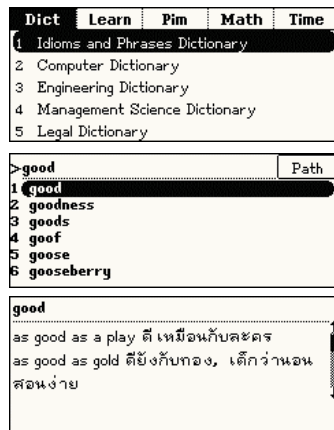 Dict Learn Pim Math Time
1 Idioms and Phrases Dictionary
2 Computer Dictionary
3 Engineering Dictionary
4 Management Science Dictionary
5 Legal Dictionary
>good Path
1 good
2 goodness
3 goods
4 goof
5 goose
6 gooseberry
good
as good as a play ดีเหมือนกับละคร
as good as gold ดียังกับทอง, เด็กว่านอน
สอนง่าย